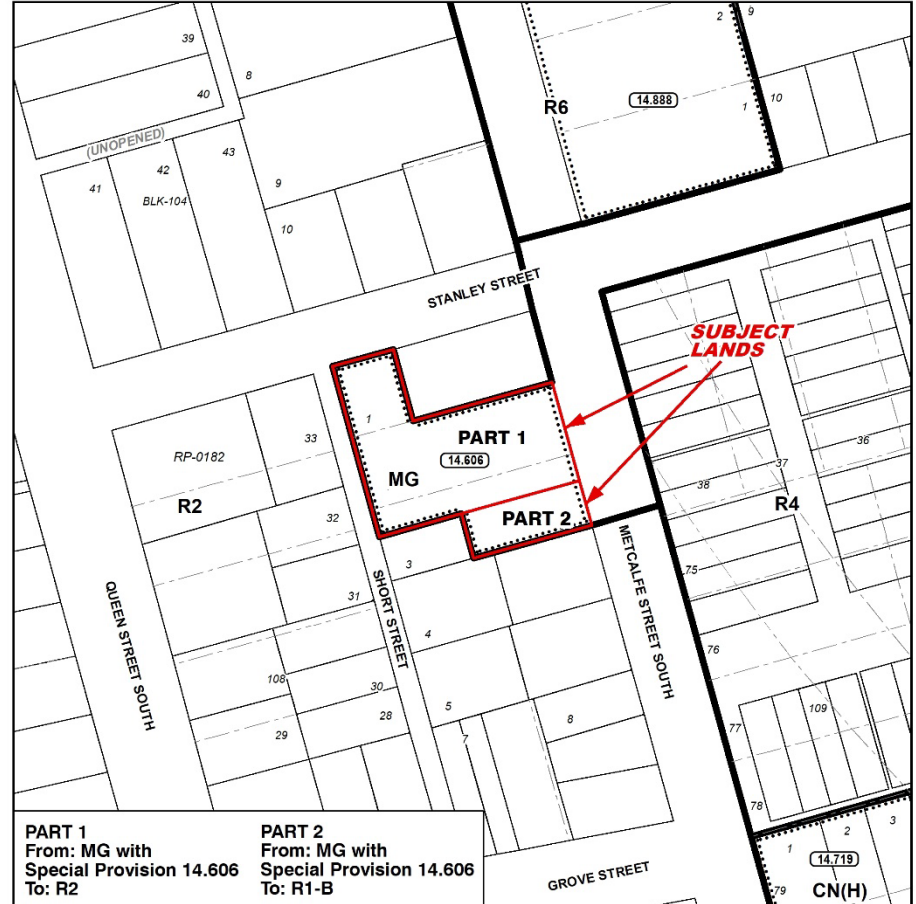 39
8
40
2
9
R6
14.888
1
10
(UNOPENED)
43
42
41
BLK-104
9
10
STANLEY STREET
SUBJECT
LANDS
1
PART 1
14.606
MG
33
RP-0182
R2
32
PART 2
36
37
38
R4
3
SHORT STREET
METCALFE STREET SOUTH
QUEEN STREET SOUTH
31
75
4
76
108
30
5
109
28
29
7
8
77
78
PART 1
From: MG with
Special Provision 14.606
To: R2
PART 2
From: MG with
Special Provision 14.606
To: R1-B
GROVE STREET
1
2
3
14.719
79
CN(H)